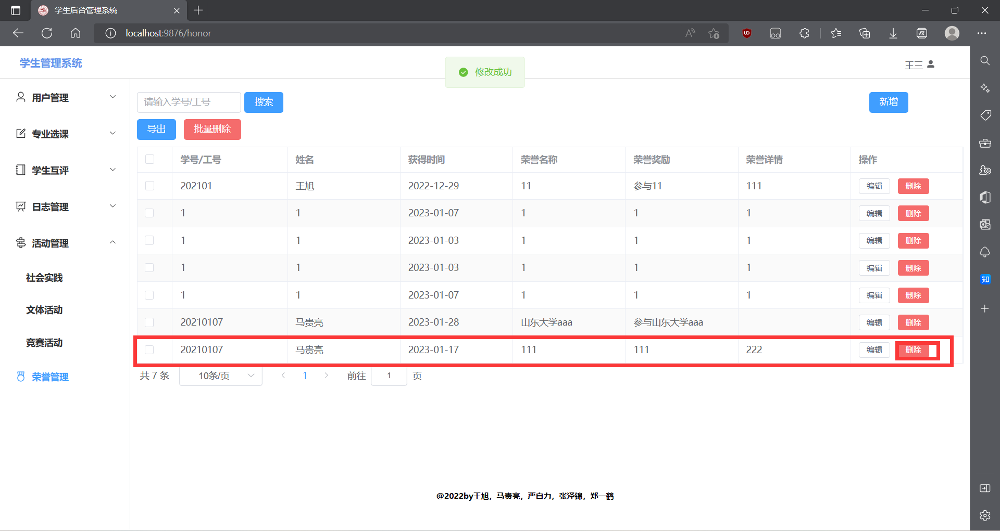 学生后台管理系统
localhost:9876/honor
学生管理系统
修改成功
王三
用户管理
专业选课
学生互评
日志管理
活动管理
社会实践
文体活动
竞赛活动
荣誉管理
请输入学号/工号 搜索 新增
导出 批量删除
学号/工号 姓名 获得时间 荣誉名称 荣誉奖励 荣誉详情 操作
202101 王旭 2022-12-29 11 参与11 111 编辑 删除
1 1 2023-01-07 1 1 1 编辑 删除
1 1 2023-01-03 1 1 1 编辑 删除
1 1 2023-01-03 1 1 1 编辑 删除
1 1 2023-01-07 1 1 1 编辑 删除
20210107 马贵亮 2023-01-28 山东大学aaa 参与山东大学aaa 编辑 删除
20210107 马贵亮 2023-01-17 111 111 222 编辑 删除
共 7 条 10条/页 1 前往 1 页
@2022by王旭，马贵亮，严自力，张泽锦，郑一鹤
知